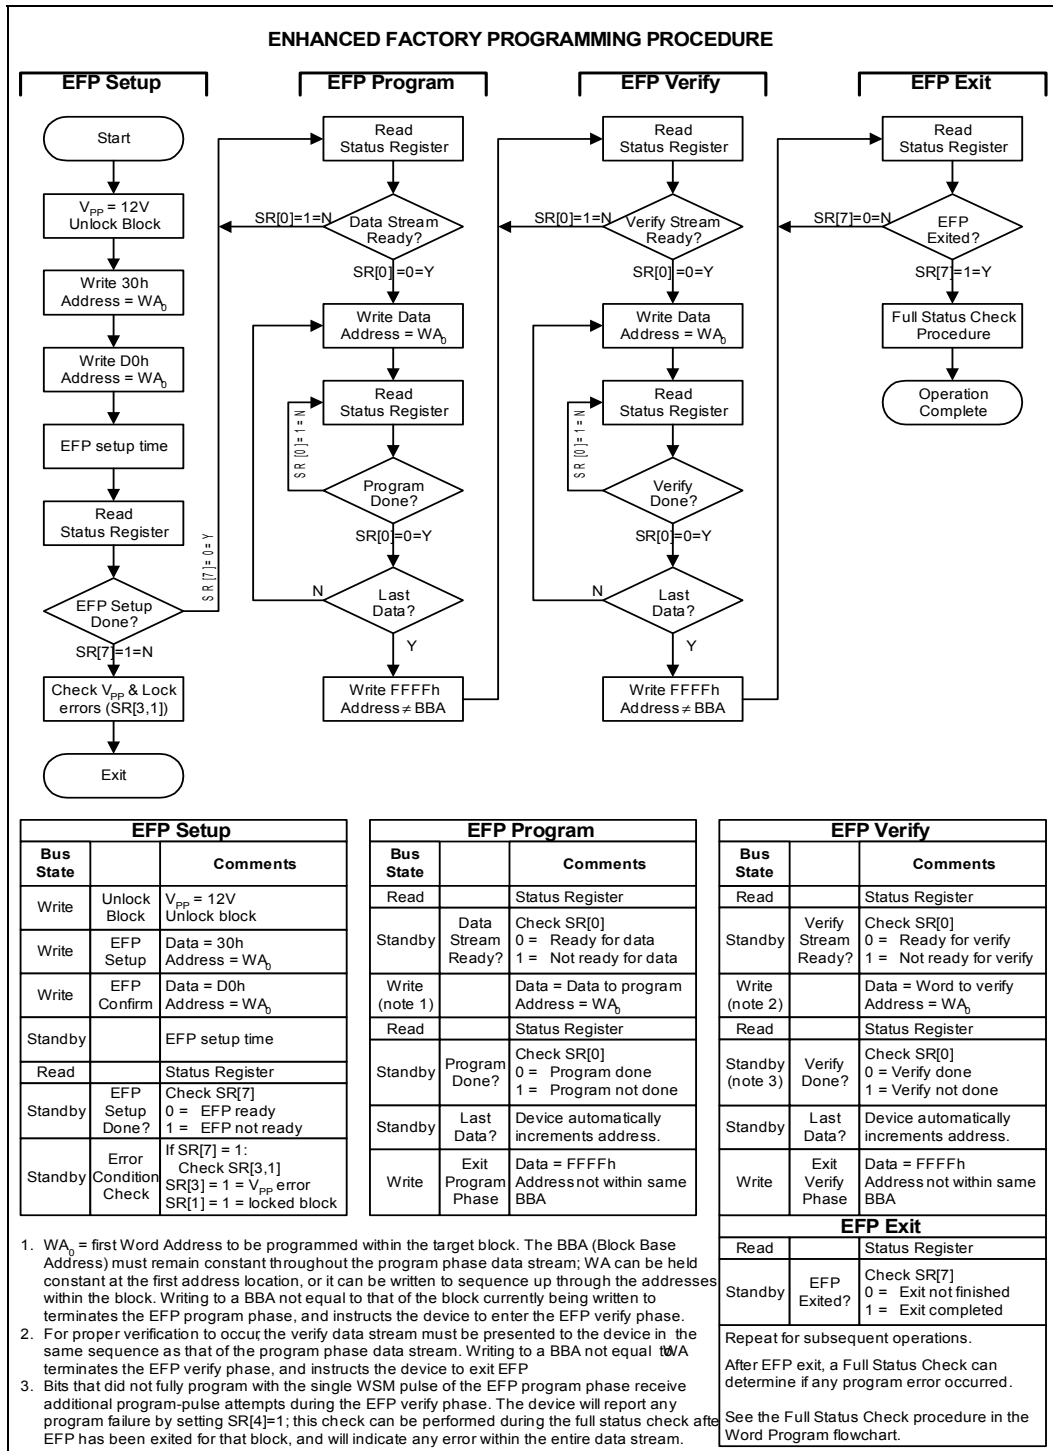 ENHANCED FACTORY PROGRAMMING PROCEDURE
EFP Setup
Start
V_PP = 12V
Unlock Block
Write 30h
Address = WA_0
Write D0h
Address = WA_0
EFP setup time
Read
Status Register
EFP Setup
Done?
SR[7]=0=Y
SR[7]=1=N
Check V_PP & Lock
errors (SR[3,1])
Exit
EFP Program
Read
Status Register
SR[0]=1=N
Data Stream
Ready?
SR[0]=0=Y
Write Data
Address = WA_0
Read
Status Register
SR[0]=1=N
Program
Done?
SR[0]=0=Y
N
Last
Data?
Y
Write FFFFh
Address ≠ BBA
EFP Verify
Read
Status Register
SR[0]=1=N
Verify Stream
Ready?
SR[0]=0=Y
Write Data
Address = WA_0
Read
Status Register
SR[0]=1=N
Verify
Done?
SR[0]=0=Y
N
Last
Data?
Y
Write FFFFh
Address ≠ BBA
EFP Exit
Read
Status Register
SR[7]=0=N
EFP
Exited?
SR[7]=1=Y
Full Status Check
Procedure
Operation
Complete
EFP Setup
Bus
State
Comments
Write
Unlock
Block
V_PP = 12V
Unlock block
Write
EFP
Setup
Data = 30h
Address = WA_0
Write
EFP
Confirm
Data = D0h
Address = WA_0
Standby
EFP setup time
Read
Status Register
Standby
EFP
Setup
Done?
Check SR[7]
0 = EFP ready
1 = EFP not ready
Standby
Error
Condition
Check
If SR[7] = 1:
Check SR[3,1]
SR[3] = 1 = V_PP error
SR[1] = 1 = locked block
EFP Program
Bus
State
Comments
Read
Status Register
Standby
Data
Stream
Ready?
Check SR[0]
0 = Ready for data
1 = Not ready for data
Write
(note 1)
Data = Data to program
Address = WA_0
Read
Status Register
Standby
Program
Done?
Check SR[0]
0 = Program done
1 = Program not done
Standby
Last
Data?
Device automatically
increments address.
Write
Exit
Program
Phase
Data = FFFFh
Address not within same
BBA
EFP Verify
Bus
State
Comments
Read
Status Register
Standby
Verify
Stream
Ready?
Check SR[0]
0 = Ready for verify
1 = Not ready for verify
Write
(note 2)
Data = Word to verify
Address = WA_0
Read
Status Register
Standby
(note 3)
Verify
Done?
Check SR[0]
0 = Verify done
1 = Verify not done
Standby
Last
Data?
Device automatically
increments address.
Write
Exit
Verify
Phase
Data = FFFFh
Address not within same
BBA
EFP Exit
Read
Status Register
Standby
EFP
Exited?
Check SR[7]
0 = Exit not finished
1 = Exit completed
Repeat for subsequent operations.
After EFP exit, a Full Status Check can
determine if any program error occurred.
See the Full Status Check procedure in the
Word Program flowchart.
1. WA_0 = first Word Address to be programmed within the target block. The BBA (Block Base
Address) must remain constant throughout the program phase data stream; WA can be held
constant at the first address location, or it can be written to sequence up through the addresses
within the block. Writing to a BBA not equal to that of the block currently being written to
terminates the EFP program phase, and instructs the device to enter the EFP verify phase.
2. For proper verification to occur, the verify data stream must be presented to the device in the
same sequence as that of the program phase data stream. Writing to a BBA not equal to WA
terminates the EFP verify phase, and instructs the device to exit EFP
3. Bits that did not fully program with the single WSM pulse of the EFP program phase receive
additional program-pulse attempts during the EFP verify phase. The device will report any
program failure by setting SR[4]=1; this check can be performed during the full status check afte
EFP has been exited for that block, and will indicate any error within the entire data stream.